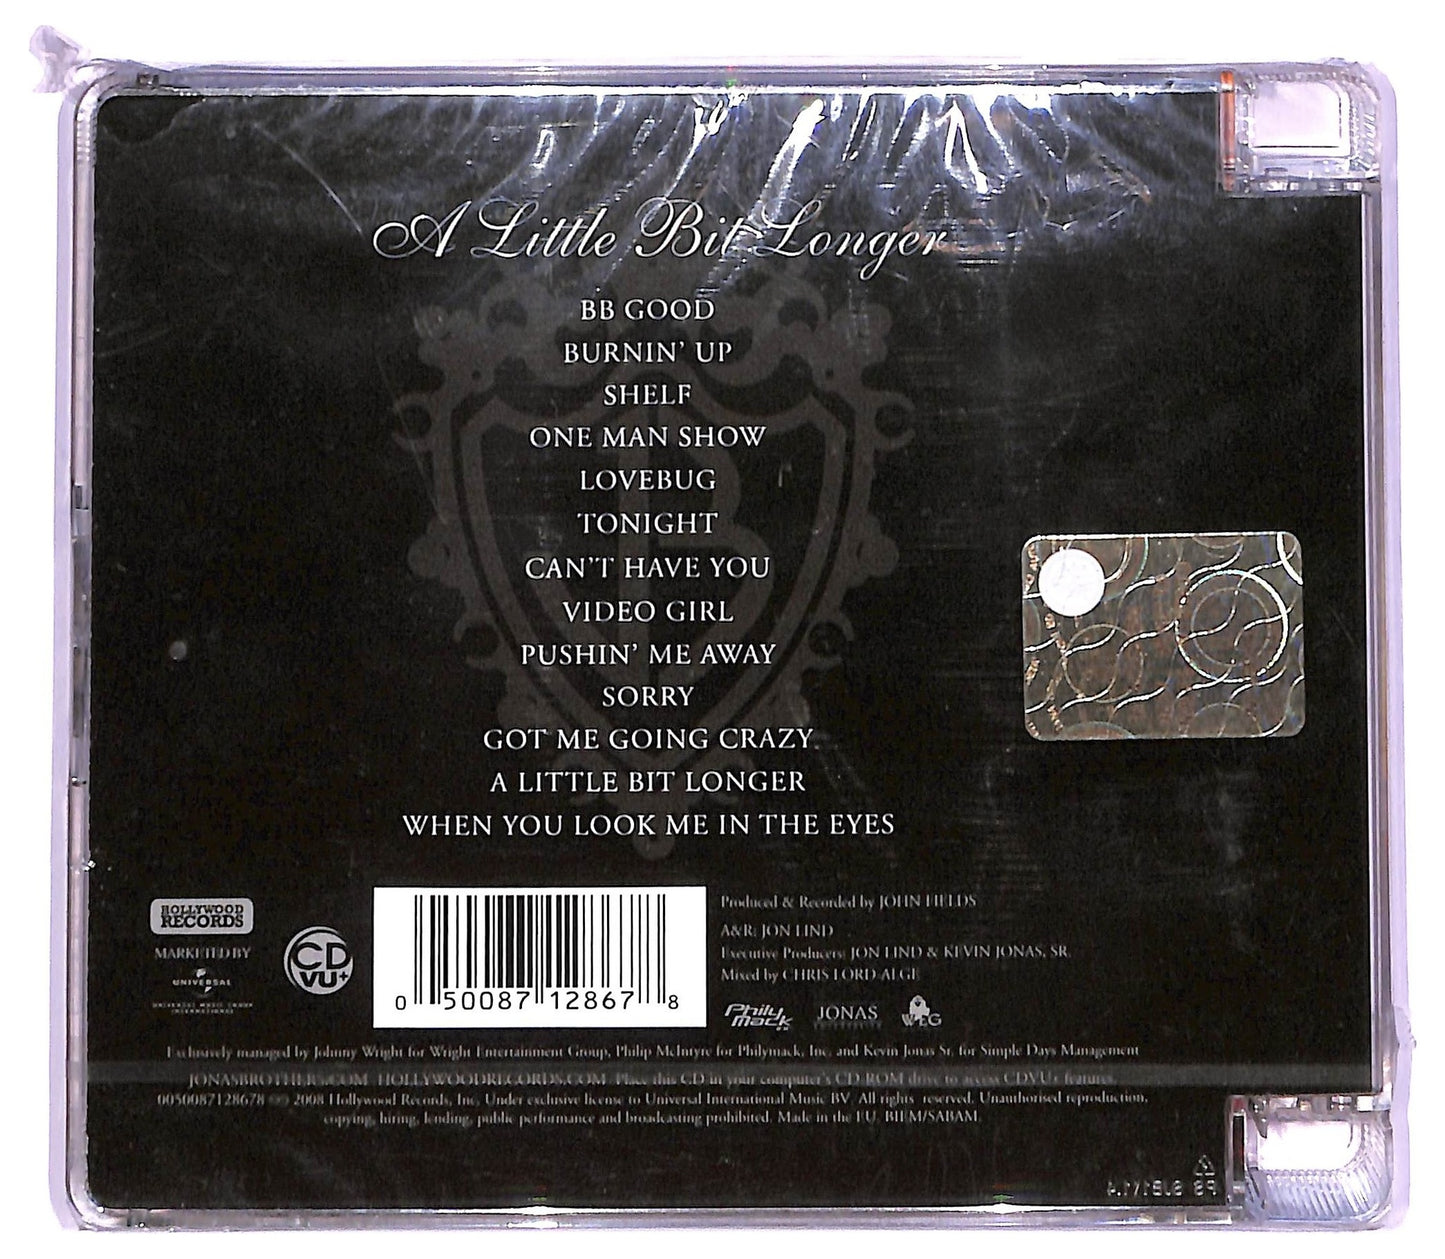 A Little Bit Longer
BB GOOD
BURNIN' UP
SHELF
ONE MAN SHOW
LOVEBUG
TONIGHT
CAN'T HAVE YOU
VIDEO GIRL
PUSHIN' ME AWAY
SORRY
GOT ME GOING CRAZY
A LITTLE BIT LONGER
WHEN YOU LOOK ME IN THE EYES
HOLLYWOOD RECORDS
MARKETED BY
UNIVERSAL
UNIVERSAL MUSIC GROUP
INTERNATIONAL
CD
VU+
0 50087 12867 8
Produced & Recorded by JOHN FIELDS
A&R: JON LIND
Executive Producers: JON LIND & KEVIN JONAS, SR.
Mixed by CHRIS LORD-ALGE
Phily mack
JONAS
WEG
Exclusively managed by Johnny Wright for Wright Entertainment Group, Philip McIntyre for Philymack, Inc. and Kevin Jonas Sr. for Simple Days Management
JONASBROTHERS.COM HOLLYWOODRECORDS.COM Place this CD in your computer's CD-ROM drive to access CDVU+ features.
0050087128678 ℗© 2008 Hollywood Records, Inc. Under exclusive license to Universal International Music BV. All rights reserved. Unauthorised reproduction,
copying, hiring, lending, public performance and broadcasting prohibited. Made in the EU. BIEM/SABAM.